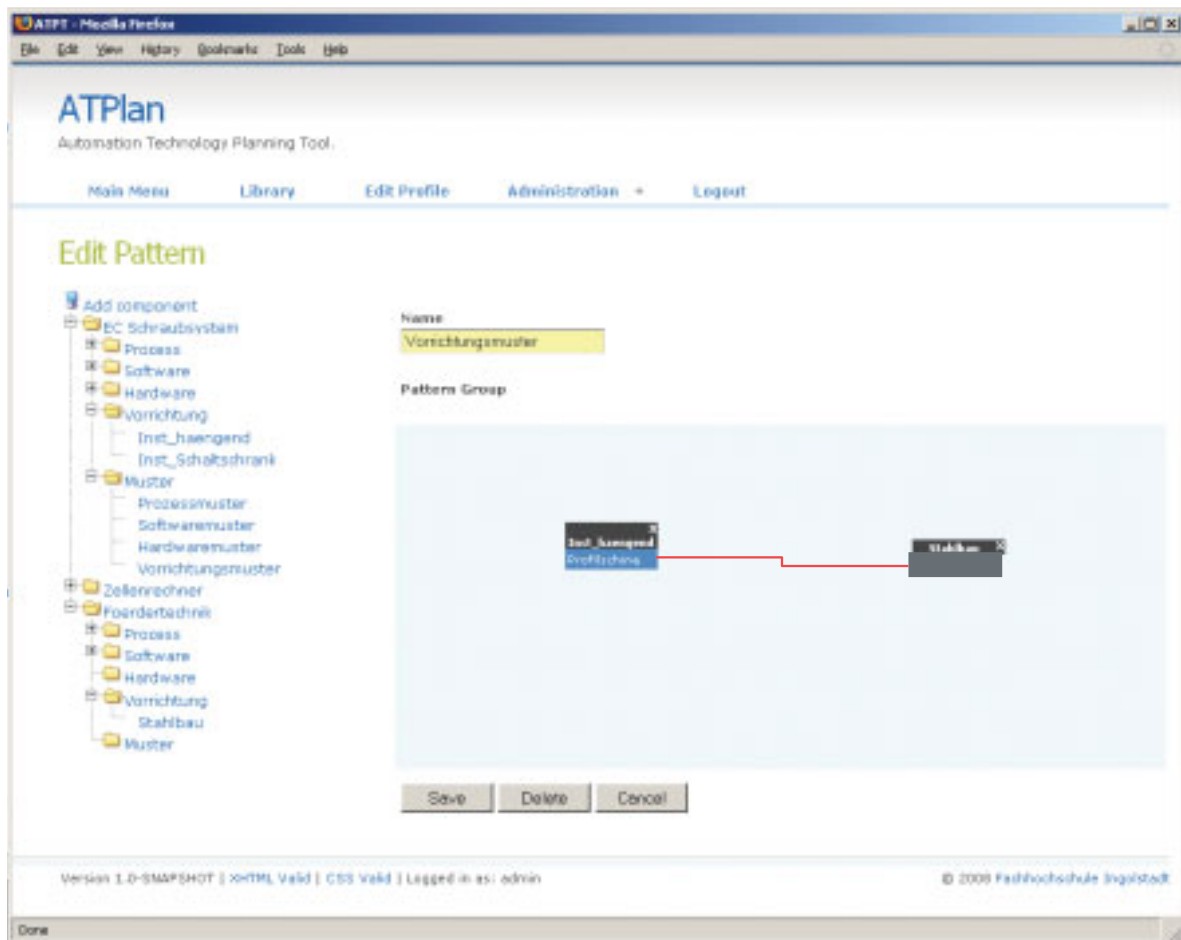 ATPT - Mozilla Firefox
File Edit View History Bookmarks Tools Help
ATPlan
Automation Technology Planning Tool.
Main Menu Library Edit Profile Administration Logout
Edit Pattern
Add component
EC Schraubsystem
Process
Software
Hardware
Vorrichtung
Inst_haengend
Inst_Schaltschrank
Muster
Prozessmuster
Softwaremuster
Hardwaremuster
Vorrichtungsmuster
Zellenrechner
Foerdertechnik
Process
Software
Hardware
Vorrichtung
Stahlbau
Muster
Name
Vorrichtungsmuster
Pattern Group
Inst_haengend
Stahlbau
Save Delete Cancel
Version 1.0-SNAPSHOT | XHTML Valid | CSS Valid | Logged in as: admin
© 2008 Fachhochschule Ingolstadt
Done